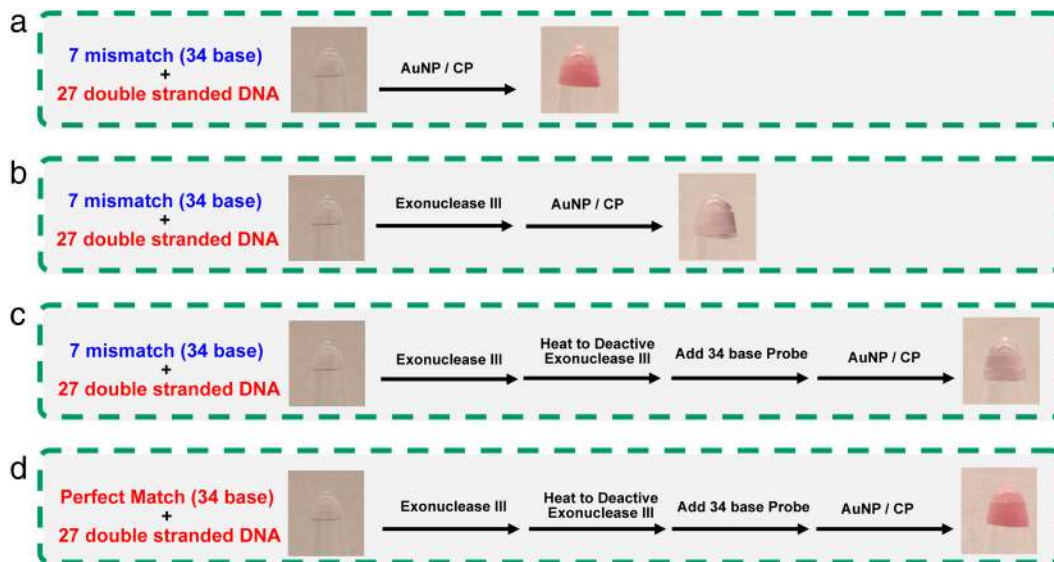 a
7 mismatch (34 base)
+
27 double stranded DNA
AuNP / CP
b
7 mismatch (34 base)
+
27 double stranded DNA
Exonuclease III
AuNP / CP
c
7 mismatch (34 base)
+
27 double stranded DNA
Exonuclease III
Heat to Deactive
Exonuclease III
Add 34 base Probe
AuNP / CP
d
Perfect Match (34 base)
+
27 double stranded DNA
Exonuclease III
Heat to Deactive
Exonuclease III
Add 34 base Probe
AuNP / CP